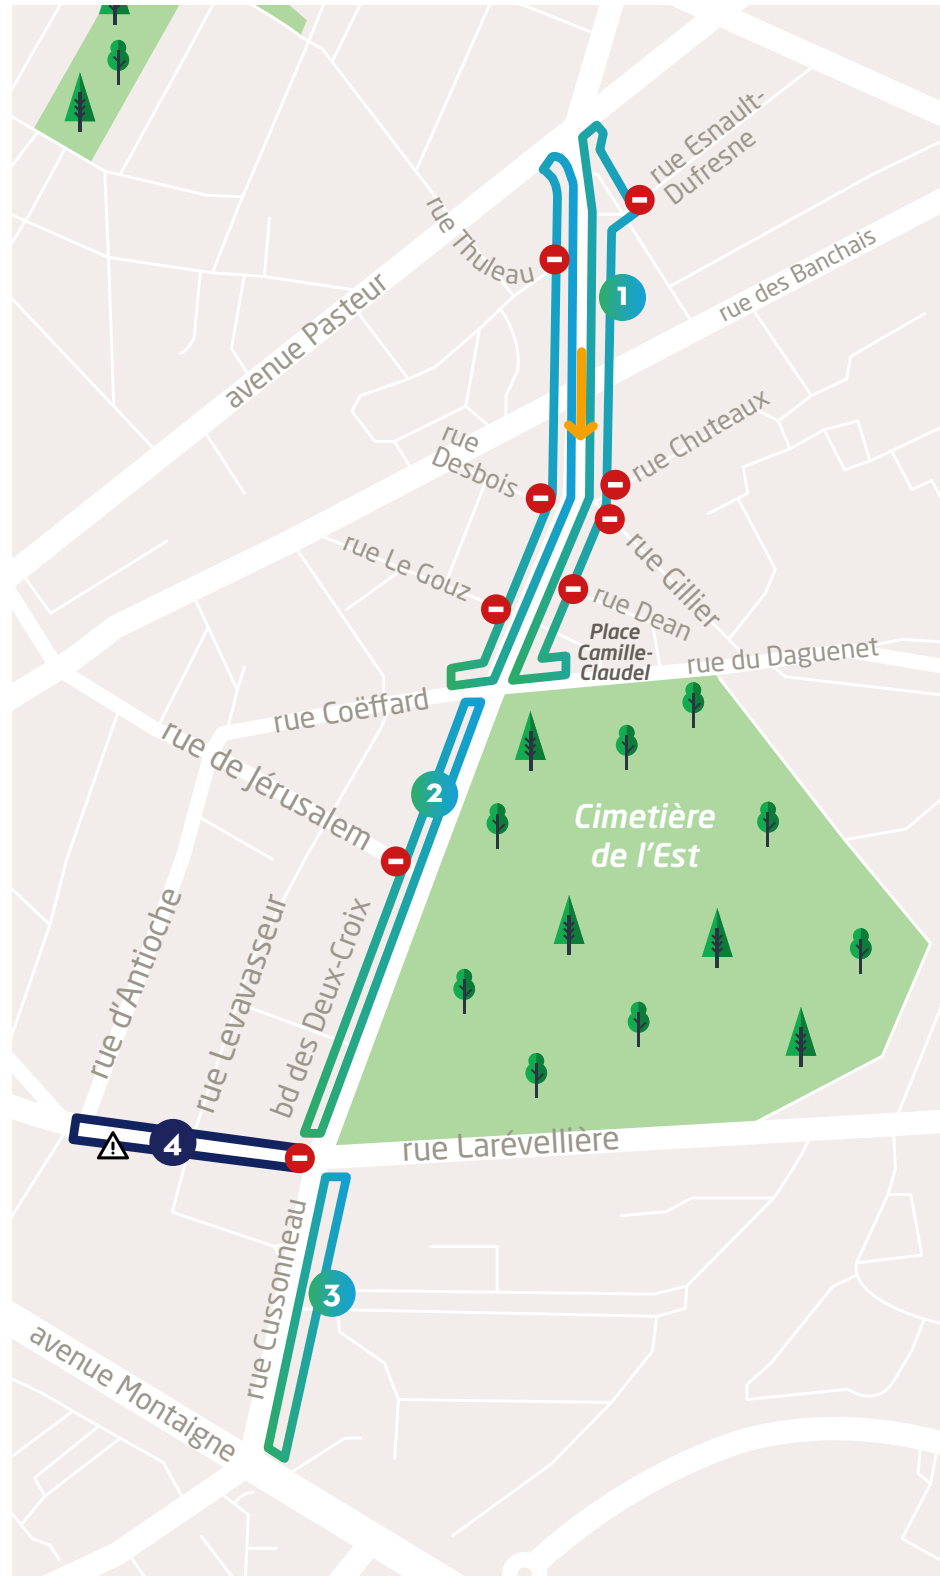 rue Esnault-
Dufresne
rue Thuleau
rue des Banchais
1
avenue Pasteur
rue Chuteaux
rue
Desbois
rue Le Gouz
rue Gillier
rue Dean
Place
Camille-
Claudel
rue du Daguenet
rue Coëffard
rue de Jérusalem
2
Cimetière
de l'Est
rue d'Antioche
rue Levavasseur
bd des Deux-Croix
4
!
rue Larévellière
rue Cussonneau
3
avenue Montaigne